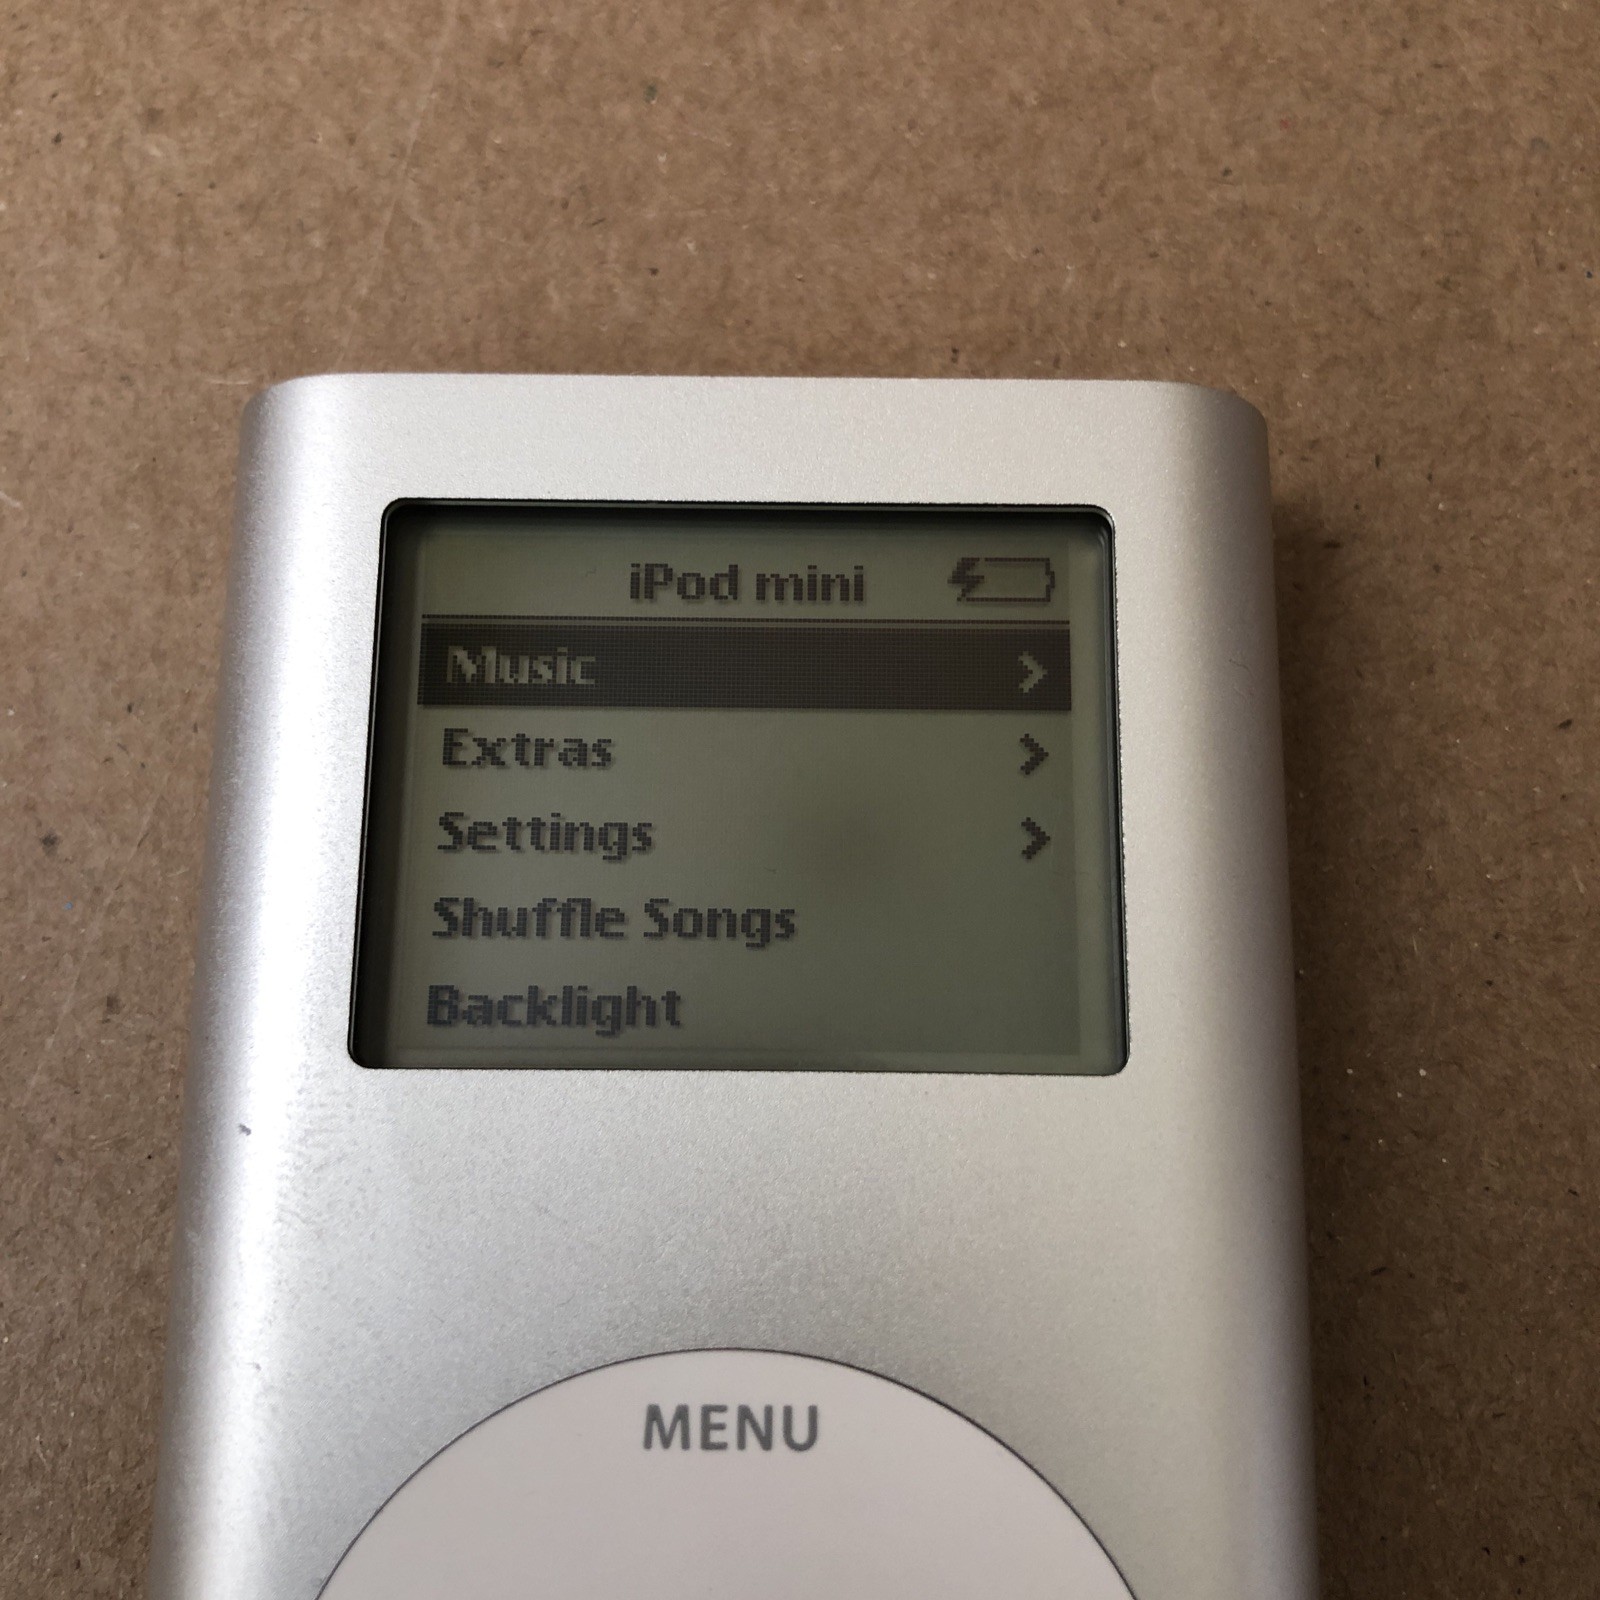 iPod mini
Music
Extras
Settings
Shuffle Songs
Backlight
MENU